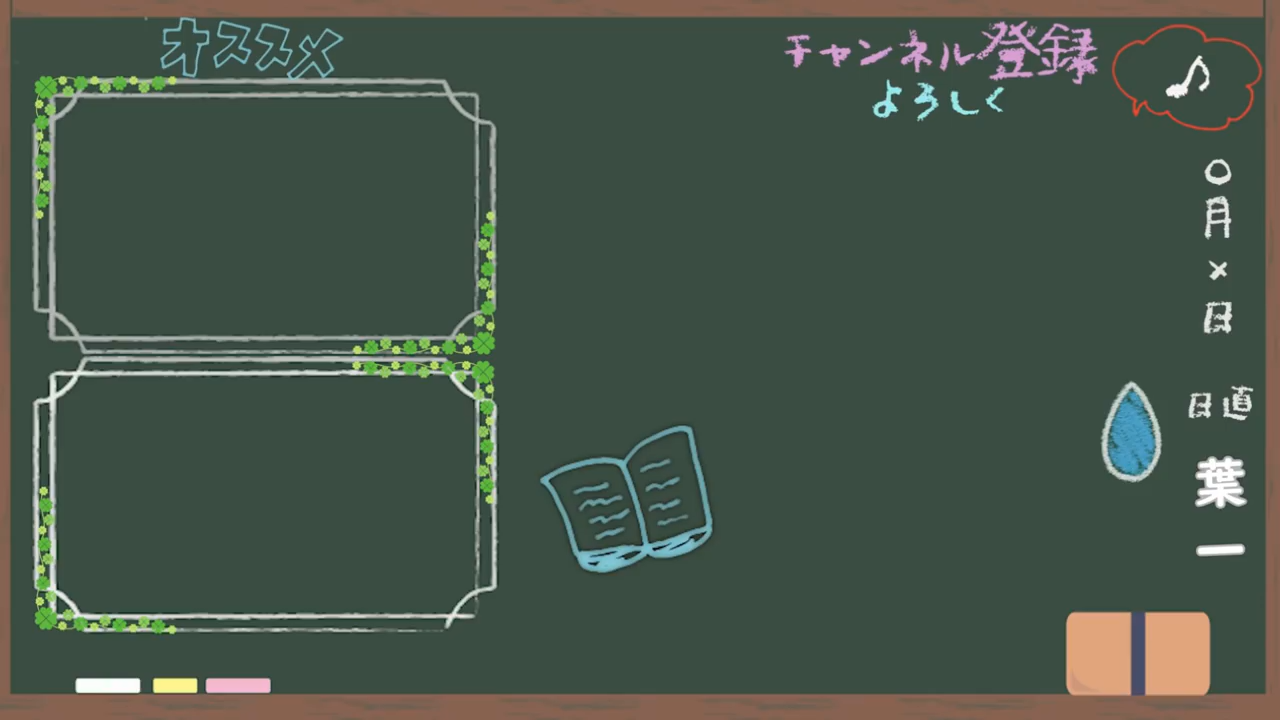 オススメ
チャンネル登録
よろしく
○月×日
日直
葉一